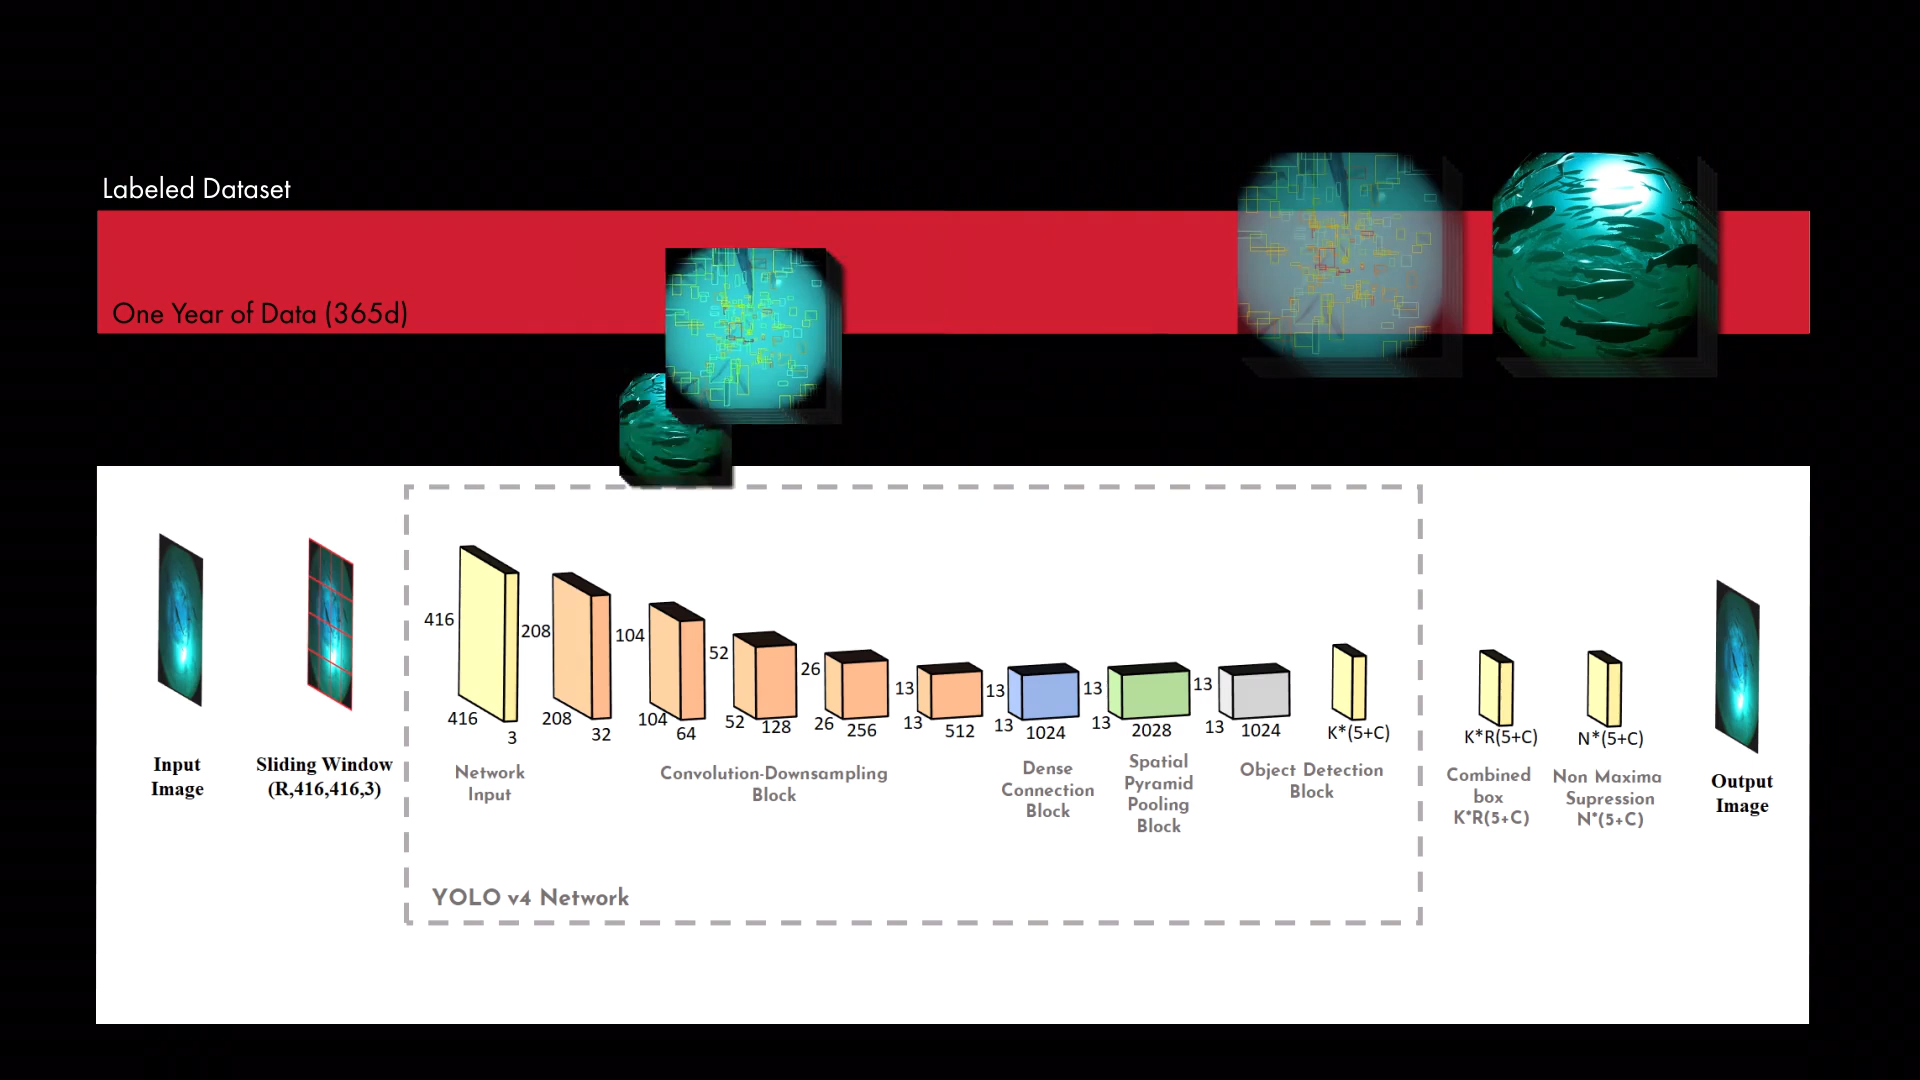 Labeled Dataset
One Year of Data (365d)
416
416
3
208
208
32
104
104
64
52
52
128
26
26
256
13
13
512
13
13
1024
13
13
2028
13
13
1024
K*(5+C)
K*R(5+C)
N*(5+C)
Input
Image
Sliding Window
(R,416,416,3)
Network
Input
Convolution-Downsampling
Block
Dense
Connection
Block
Spatial
Pyramid
Pooling
Block
Object Detection
Block
Combined
box
K*R(5+C)
Non Maxima
Supression
N*(5+C)
Output
Image
YOLO v4 Network